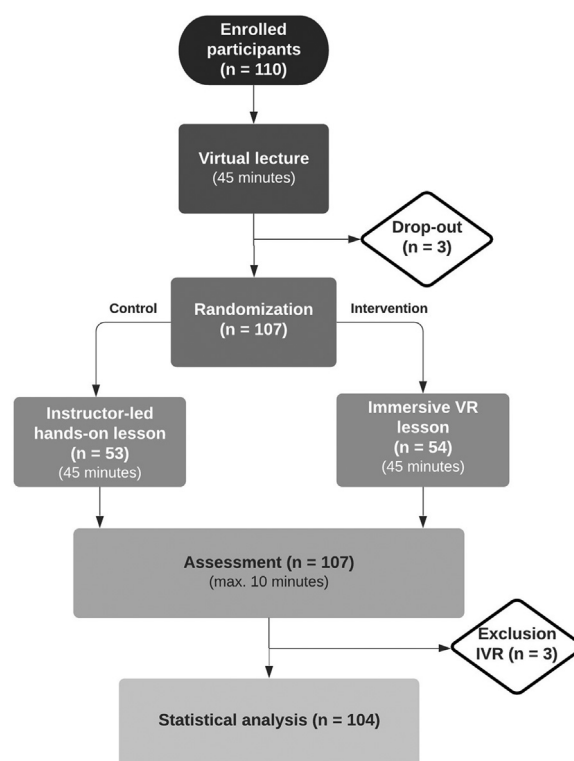 Enrolled
participants
(n = 110)
Virtual lecture
(45 minutes)
Drop-out
(n = 3)
Control
Randomization
(n = 107)
Intervention
Instructor-led
hands-on lesson
(n = 53)
(45 minutes)
Immersive VR
lesson
(n = 54)
(45 minutes)
Assessment (n = 107)
(max. 10 minutes)
Exclusion
IVR (n = 3)
Statistical analysis (n = 104)